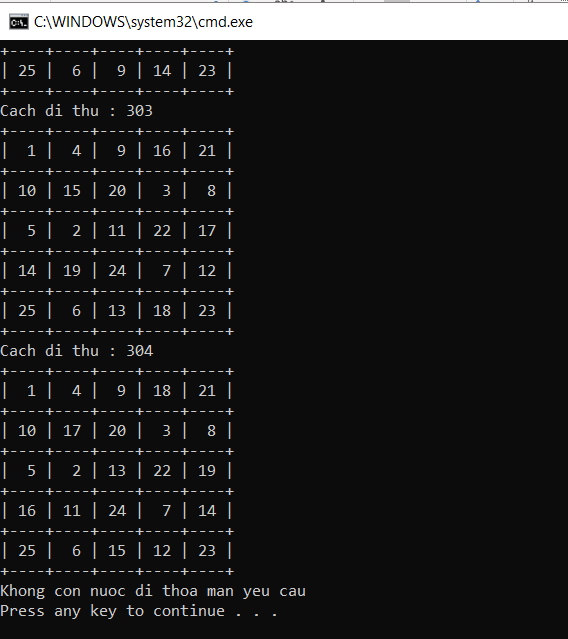 C:\WINDOWS\system32\cmd.exe
+----+----+----+----+----+
| 25 |  6 |  9 | 14 | 23 |
+----+----+----+----+----+
Cach di thu : 303
+----+----+----+----+----+
|  1 |  4 |  9 | 16 | 21 |
+----+----+----+----+----+
| 10 | 15 | 20 |  3 |  8 |
+----+----+----+----+----+
|  5 |  2 | 11 | 22 | 17 |
+----+----+----+----+----+
| 14 | 19 | 24 |  7 | 12 |
+----+----+----+----+----+
| 25 |  6 | 13 | 18 | 23 |
+----+----+----+----+----+
Cach di thu : 304
+----+----+----+----+----+
|  1 |  4 |  9 | 18 | 21 |
+----+----+----+----+----+
| 10 | 17 | 20 |  3 |  8 |
+----+----+----+----+----+
|  5 |  2 | 13 | 22 | 19 |
+----+----+----+----+----+
| 16 | 11 | 24 |  7 | 14 |
+----+----+----+----+----+
| 25 |  6 | 15 | 12 | 23 |
+----+----+----+----+----+
Khong con nuoc di thoa man yeu cau
Press any key to continue . . .